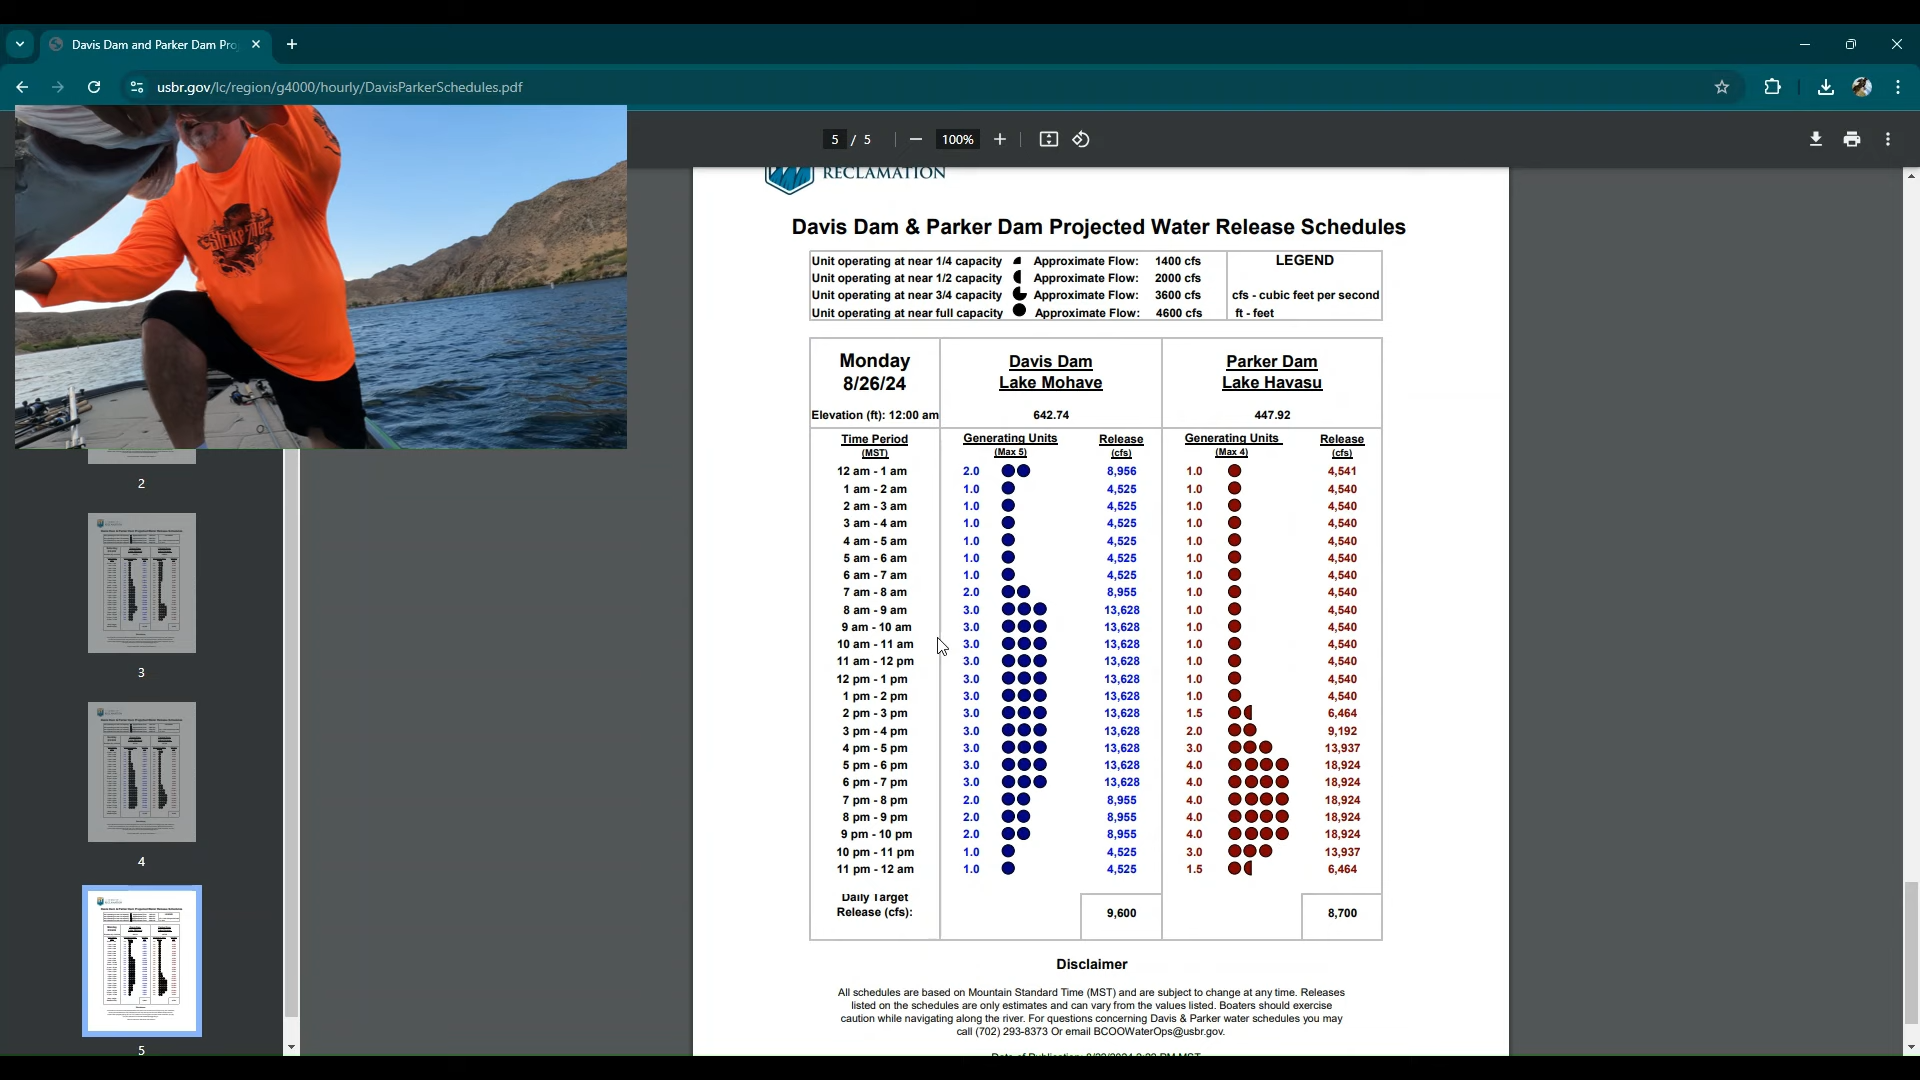 Davis Dam and Parker Dam Pro
usbr.gov/lc/region/g4000/hourly/DavisParkerSchedules.pdf
5 / 5
100%
Strike Zone
2
3
4
5
RECLAMATION
Davis Dam & Parker Dam Projected Water Release Schedules
Unit operating at near 1/4 capacity Approximate Flow: 1400 cfs LEGEND
Unit operating at near 1/2 capacity Approximate Flow: 2000 cfs
Unit operating at near 3/4 capacity Approximate Flow: 3600 cfs cfs - cubic feet per second
Unit operating at near full capacity Approximate Flow: 4600 cfs ft - feet
Monday Davis Dam Parker Dam
8/26/24 Lake Mohave Lake Havasu
Elevation (ft): 12:00 am 642.74 447.92
Time Period Generating Units Release Generating Units Release
(MST) (Max 5) (cfs) (Max 4) (cfs)
12 am - 1 am 2.0 8,956 1.0 4,541
1 am - 2 am 1.0 4,525 1.0 4,540
2 am - 3 am 1.0 4,525 1.0 4,540
3 am - 4 am 1.0 4,525 1.0 4,540
4 am - 5 am 1.0 4,525 1.0 4,540
5 am - 6 am 1.0 4,525 1.0 4,540
6 am - 7 am 1.0 4,525 1.0 4,540
7 am - 8 am 2.0 8,955 1.0 4,540
8 am - 9 am 3.0 13,628 1.0 4,540
9 am - 10 am 3.0 13,628 1.0 4,540
10 am - 11 am 3.0 13,628 1.0 4,540
11 am - 12 pm 3.0 13,628 1.0 4,540
12 pm - 1 pm 3.0 13,628 1.0 4,540
1 pm - 2 pm 3.0 13,628 1.0 4,540
2 pm - 3 pm 3.0 13,628 1.5 6,464
3 pm - 4 pm 3.0 13,628 2.0 9,192
4 pm - 5 pm 3.0 13,628 3.0 13,937
5 pm - 6 pm 3.0 13,628 4.0 18,924
6 pm - 7 pm 3.0 13,628 4.0 18,924
7 pm - 8 pm 2.0 8,955 4.0 18,924
8 pm - 9 pm 2.0 8,955 4.0 18,924
9 pm - 10 pm 2.0 8,955 4.0 18,924
10 pm - 11 pm 1.0 4,525 3.0 13,937
11 pm - 12 am 1.0 4,525 1.5 6,464
Daily Target
Release (cfs): 9,600 8,700
Disclaimer
All schedules are based on Mountain Standard Time (MST) and are subject to change at any time. Releases
listed on the schedules are only estimates and can vary from the values listed. Boaters should exercise
caution while navigating along the river. For questions concerning Davis & Parker water schedules you may
call (702) 293-8373 Or email BCOOWaterOps@usbr.gov.